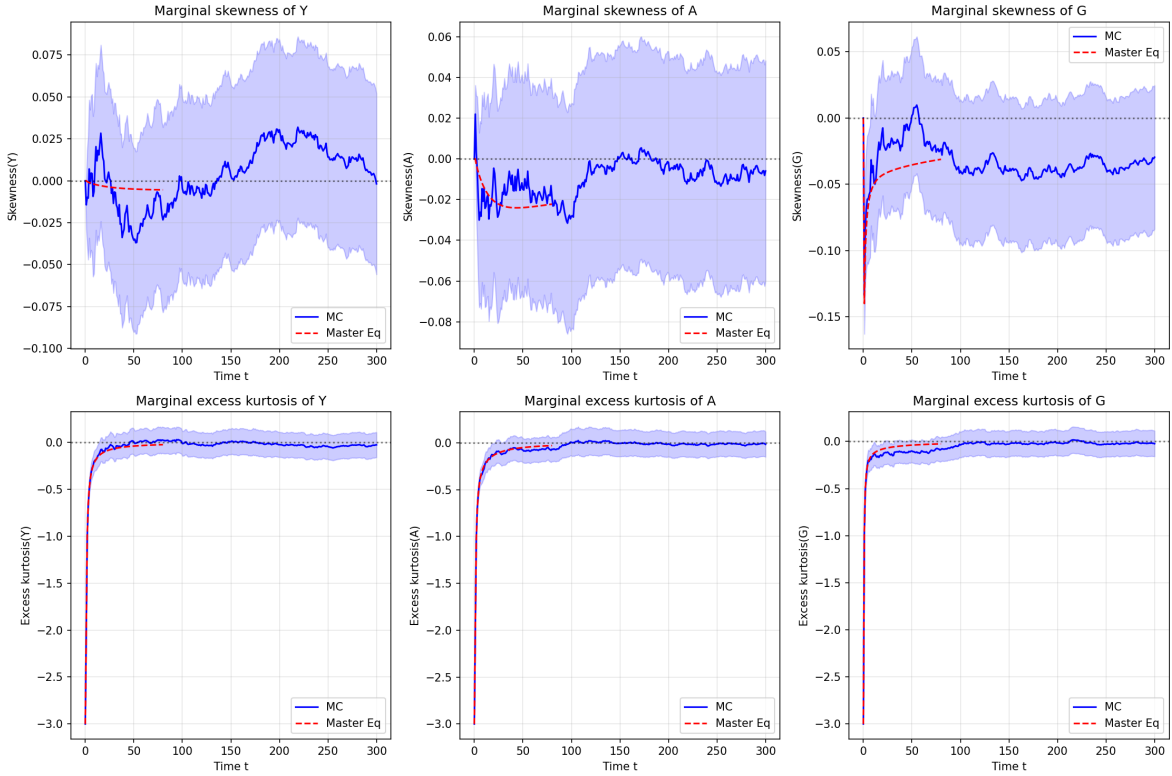 Marginal skewness of Y
Skewness(Y)
0.075
0.050
0.025
0.000
−0.025
−0.050
−0.075
−0.100
0 50 100 150 200 250 300
Time t
MC
Master Eq
Marginal skewness of A
Skewness(A)
0.06
0.04
0.02
0.00
−0.02
−0.04
−0.06
−0.08
0 50 100 150 200 250 300
Time t
MC
Master Eq
Marginal skewness of G
Skewness(G)
0.05
0.00
−0.05
−0.10
−0.15
0 50 100 150 200 250 300
Time t
MC
Master Eq
Marginal excess kurtosis of Y
Excess kurtosis(Y)
0.0
−0.5
−1.0
−1.5
−2.0
−2.5
−3.0
0 50 100 150 200 250 300
Time t
MC
Master Eq
Marginal excess kurtosis of A
Excess kurtosis(A)
0.0
−0.5
−1.0
−1.5
−2.0
−2.5
−3.0
0 50 100 150 200 250 300
Time t
MC
Master Eq
Marginal excess kurtosis of G
Excess kurtosis(G)
0.0
−0.5
−1.0
−1.5
−2.0
−2.5
−3.0
0 50 100 150 200 250 300
Time t
MC
Master Eq